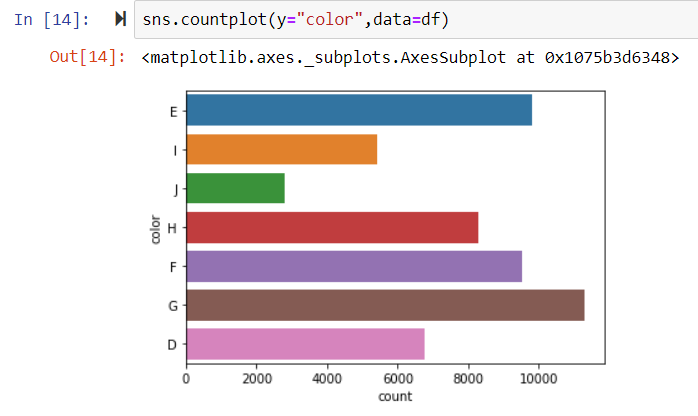 In [14]: sns.countplot(y="color",data=df)
Out[14]: <matplotlib.axes._subplots.AxesSubplot at 0x1075b3d6348>
E
I
J
H
F
G
D
color
0 2000 4000 6000 8000 10000
count